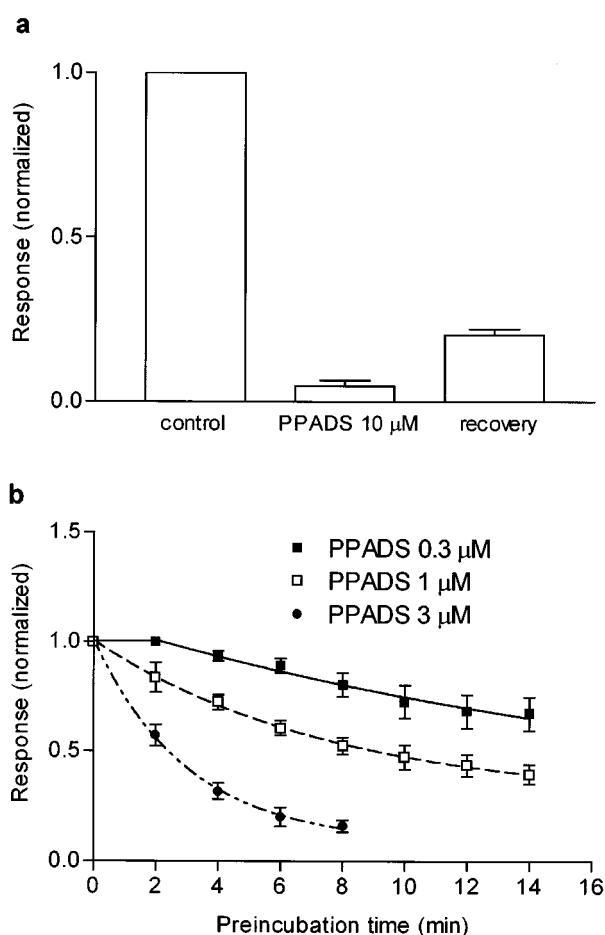 a
Response (normalized)
1.0
0.5
0.0
control PPADS 10 μM recovery
b
Response (normalized)
1.5
1.0
0.5
0.0
PPADS 0.3 μM
PPADS 1 μM
PPADS 3 μM
0 2 4 6 8 10 12 14 16
Preincubation time (min)